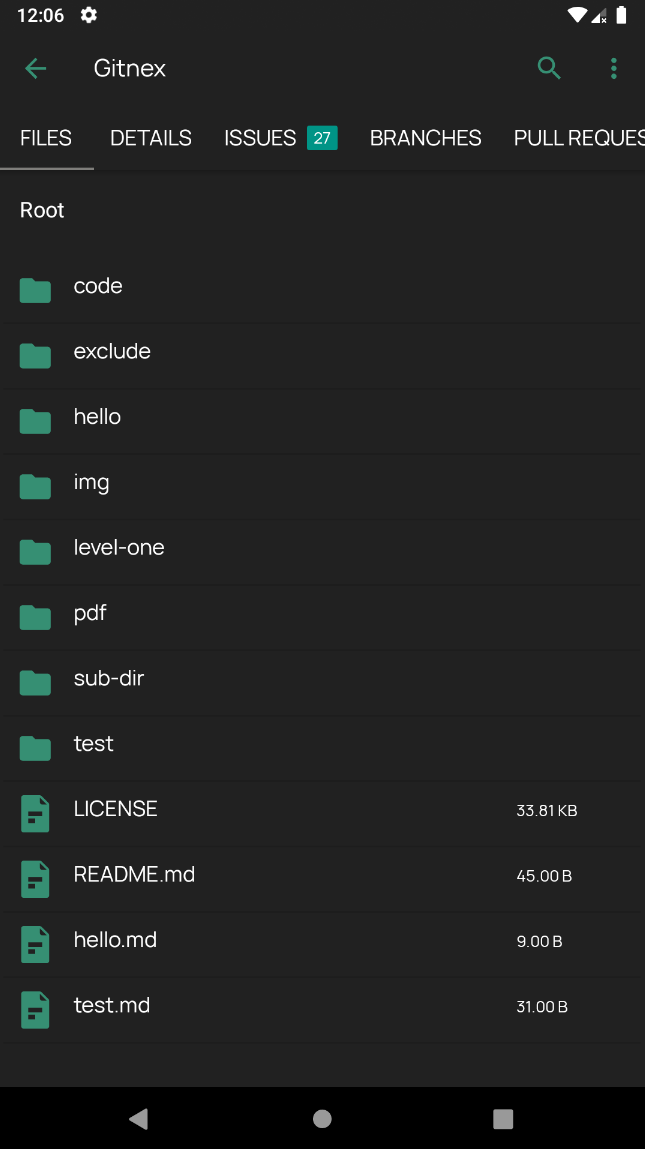 12:06
Gitnex
FILES DETAILS ISSUES 27 BRANCHES PULL REQUES
Root
code
exclude
hello
img
level-one
pdf
sub-dir
test
LICENSE 33.81 KB
README.md 45.00 B
hello.md 9.00 B
test.md 31.00 B